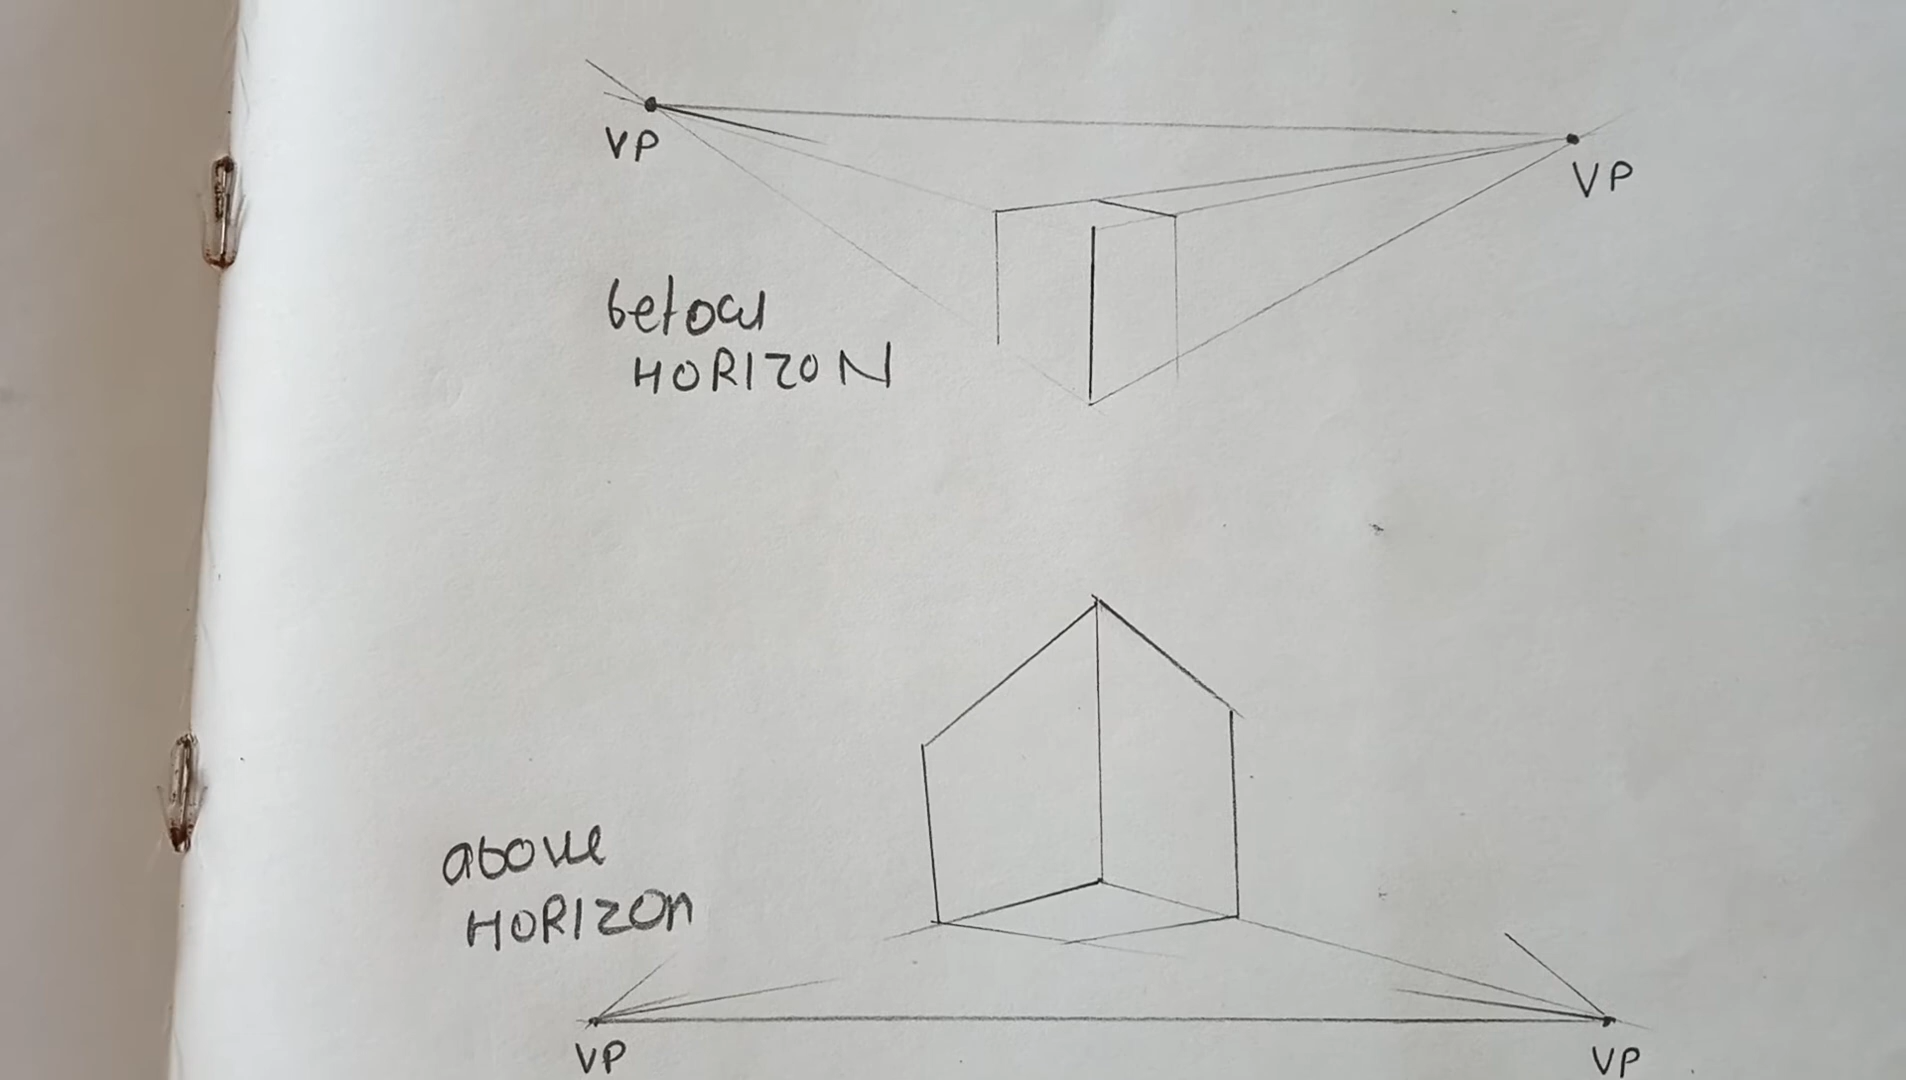 VP
VP
below
HORIZON
above
HORIZOn
VP
VP